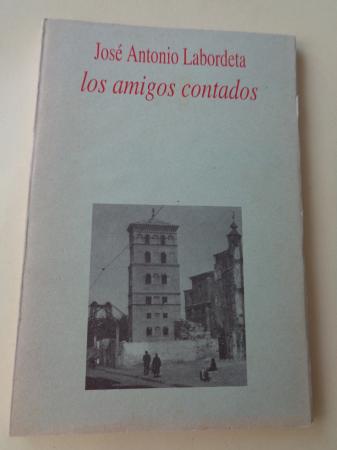 José Antonio Labordeta
los amigos contados